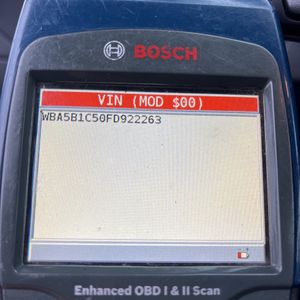 BOSCH
VIN (MOD $00)
WBA5B1C50FD922263
Enhanced OBD I & II Scan